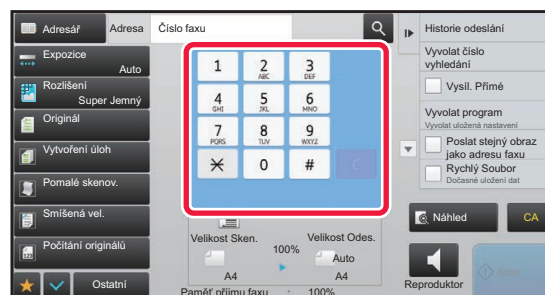 Adresář
Adresa
Číslo faxu
Historie odeslání
Expozice
Auto
Rozlišení
Super Jemný
Originál
Vytvoření úloh
Pomalé skenov.
Smíšená vel.
Počítání originálů
Ostatní
1
2
ABC
3
DEF
4
GHI
5
JKL
6
MNO
7
PQRS
8
TUV
9
WXYZ
0
#
C
Velikost Sken.
100%
Velikost Odes.
Auto
A4
A4
Paměť příjmu faxu : 100%
Vyvolat číslo
vyhledání
Vysíl. Přímé
Vyvolat program
Vyvolat uložená nastavení
Poslat stejný obraz
jako adresu faxu
Rychlý Soubor
Dočasné uložení dat
Náhled
CA
Reproduktor
Start